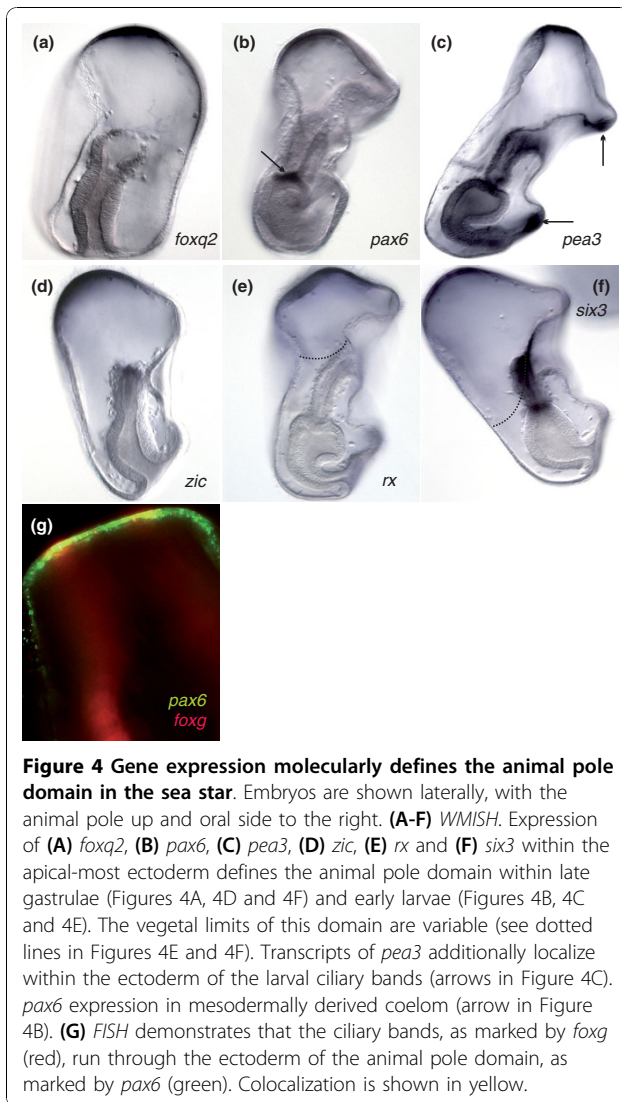 (a)
foxq2
(b)
pax6
(c)
pea3
(d)
zic
(e)
rx
(f)
six3
(g)
pax6
foxg
Figure 4 Gene expression molecularly defines the animal pole
domain in the sea star. Embryos are shown laterally, with the
animal pole up and oral side to the right. (A-F) WMISH. Expression
of (A) foxq2, (B) pax6, (C) pea3, (D) zic, (E) rx and (F) six3 within the
apical-most ectoderm defines the animal pole domain within late
gastrulae (Figures 4A, 4D and 4F) and early larvae (Figures 4B, 4C
and 4E). The vegetal limits of this domain are variable (see dotted
lines in Figures 4E and 4F). Transcripts of pea3 additionally localize
within the ectoderm of the larval ciliary bands (arrows in Figure 4C).
pax6 expression in mesodermally derived coelom (arrow in Figure
4B). (G) FISH demonstrates that the ciliary bands, as marked by foxg
(red), run through the ectoderm of the animal pole domain, as
marked by pax6 (green). Colocalization is shown in yellow.